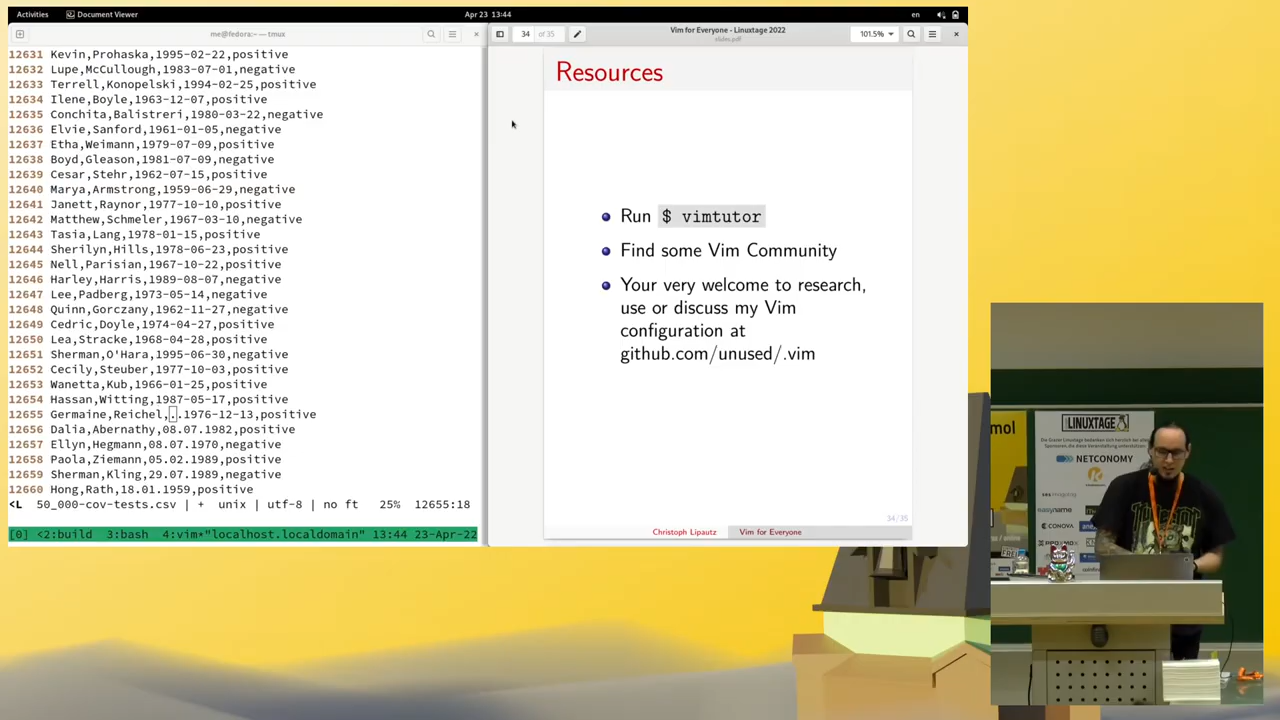 Activities
Document Viewer
Apr 23 13:44
en
me@fedora:~ — tmux
34 of 35
Vim for Everyone - Linuxtage 2022
slides.pdf
101.5%
12631 Kevin,Prohaska,1995-02-22,positive
12632 Lupe,McCullough,1983-07-01,negative
12633 Terrell,Konopelski,1994-02-25,positive
12634 Ilene,Boyle,1963-12-07,positive
12635 Conchita,Balistreri,1980-03-22,negative
12636 Elvie,Sanford,1961-01-05,negative
12637 Etha,Weimann,1979-07-09,positive
12638 Boyd,Gleason,1981-07-09,negative
12639 Cesar,Stehr,1962-07-15,positive
12640 Marya,Armstrong,1959-06-29,negative
12641 Janett,Raynor,1977-10-10,positive
12642 Matthew,Schmeler,1967-03-10,negative
12643 Tasia,Lang,1978-01-15,positive
12644 Sherilyn,Hills,1978-06-23,positive
12645 Nell,Parisian,1967-10-22,positive
12646 Harley,Harris,1989-08-07,negative
12647 Lee,Padberg,1973-05-14,negative
12648 Quinn,Gorczany,1962-11-27,negative
12649 Cedric,Doyle,1974-04-27,positive
12650 Lea,Stracke,1968-04-28,positive
12651 Sherman,O'Hara,1995-06-30,negative
12652 Cecily,Steuber,1977-10-03,positive
12653 Wanetta,Kub,1966-01-25,positive
12654 Hassan,Witting,1987-05-17,positive
12655 Germaine,Reichel,..1976-12-13,positive
12656 Dalia,Abernathy,08.07.1982,positive
12657 Ellyn,Hegmann,08.07.1970,negative
12658 Paola,Ziemann,05.02.1989,positive
12659 Sherman,Kling,29.07.1989,negative
12660 Hong,Rath,18.01.1959,positive
<L 50_000-cov-tests.csv | + unix | utf-8 | no ft 25% 12655:18
[0] <2:build 3:bash 4:vim*"localhost.localdomain" 13:44 23-Apr-22
Resources
Run $ vimtutor
Find some Vim Community
Your very welcome to research,
use or discuss my Vim
configuration at
github.com/unused/.vim
34/35
Christoph Lipautz
Vim for Everyone
LINUXTAGE
NETCONOMY
easyname
CONOVA
PROXMOX
mol